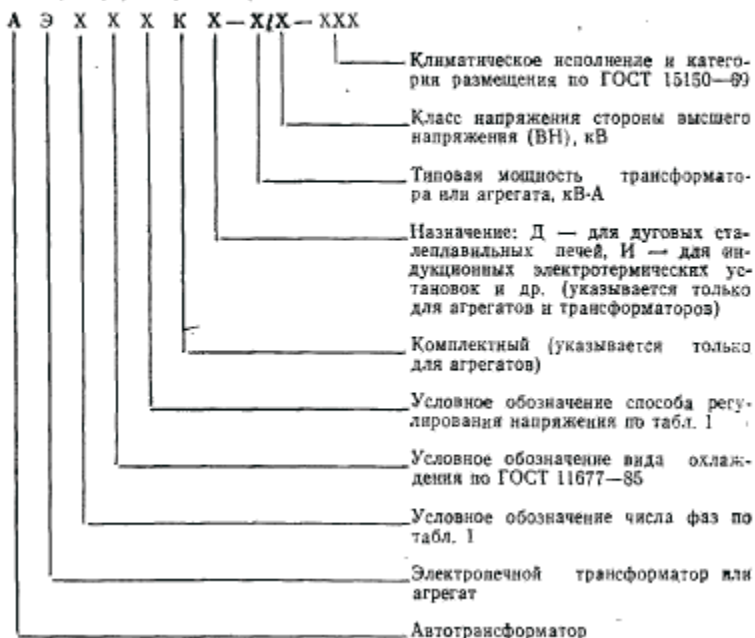 А Э Х Х Х К Х — Х/Х — ХХХ
Климатическое исполнение и катего-
рия размещения по ГОСТ 15150—69
Класс напряжения стороны высшего
напряжения (ВН), кВ
Типовая мощность трансформато-
ра или агрегата, кВ·А
Назначение: Д — для дуговых ста-
леплавильных печей, И — для ин-
дукционных электротермических ус-
тановок и др. (указывается только
для агрегатов и трансформаторов)
Комплектный (указывается только
для агрегатов)
Условное обозначение способа регу-
лирования напряжения по табл. 1
Условное обозначение вида охлаж-
дения по ГОСТ 11677—85
Условное обозначение числа фаз по
табл. 1
Электропечной трансформатор или
агрегат
Автотрансформатор